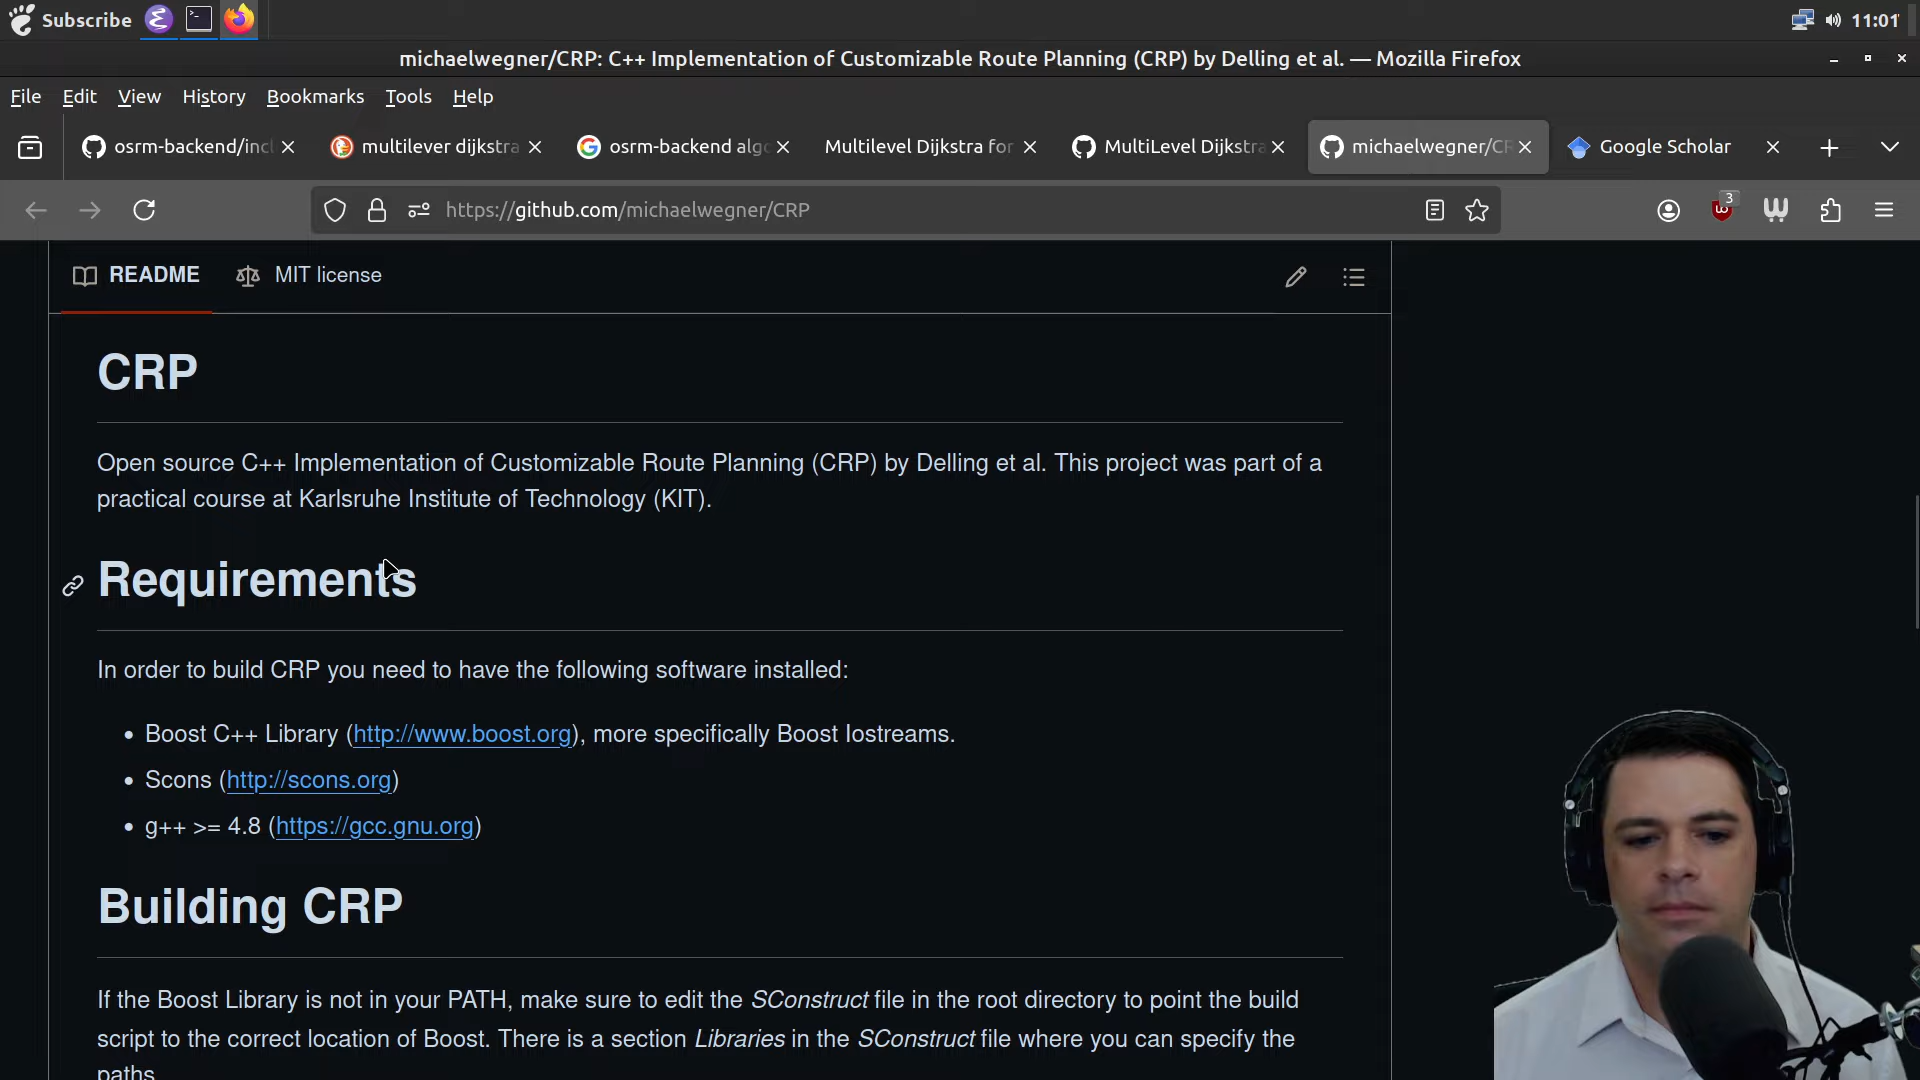 Subscribe
11:01
michaelwegner/CRP: C++ Implementation of Customizable Route Planning (CRP) by Delling et al. — Mozilla Firefox
File Edit View History Bookmarks Tools Help
osrm-backend/incl
multilever dijkstra
osrm-backend algo
Multilevel Dijkstra for
MultiLevel Dijkstra
michaelwegner/CR
Google Scholar
https://github.com/michaelwegner/CRP
3
README
MIT license
CRP
Open source C++ Implementation of Customizable Route Planning (CRP) by Delling et al. This project was part of a
practical course at Karlsruhe Institute of Technology (KIT).
Requirements
In order to build CRP you need to have the following software installed:
• Boost C++ Library (http://www.boost.org), more specifically Boost Iostreams.
• Scons (http://scons.org)
• g++ >= 4.8 (https://gcc.gnu.org)
Building CRP
If the Boost Library is not in your PATH, make sure to edit the SConstruct file in the root directory to point the build
script to the correct location of Boost. There is a section Libraries in the SConstruct file where you can specify the
paths.